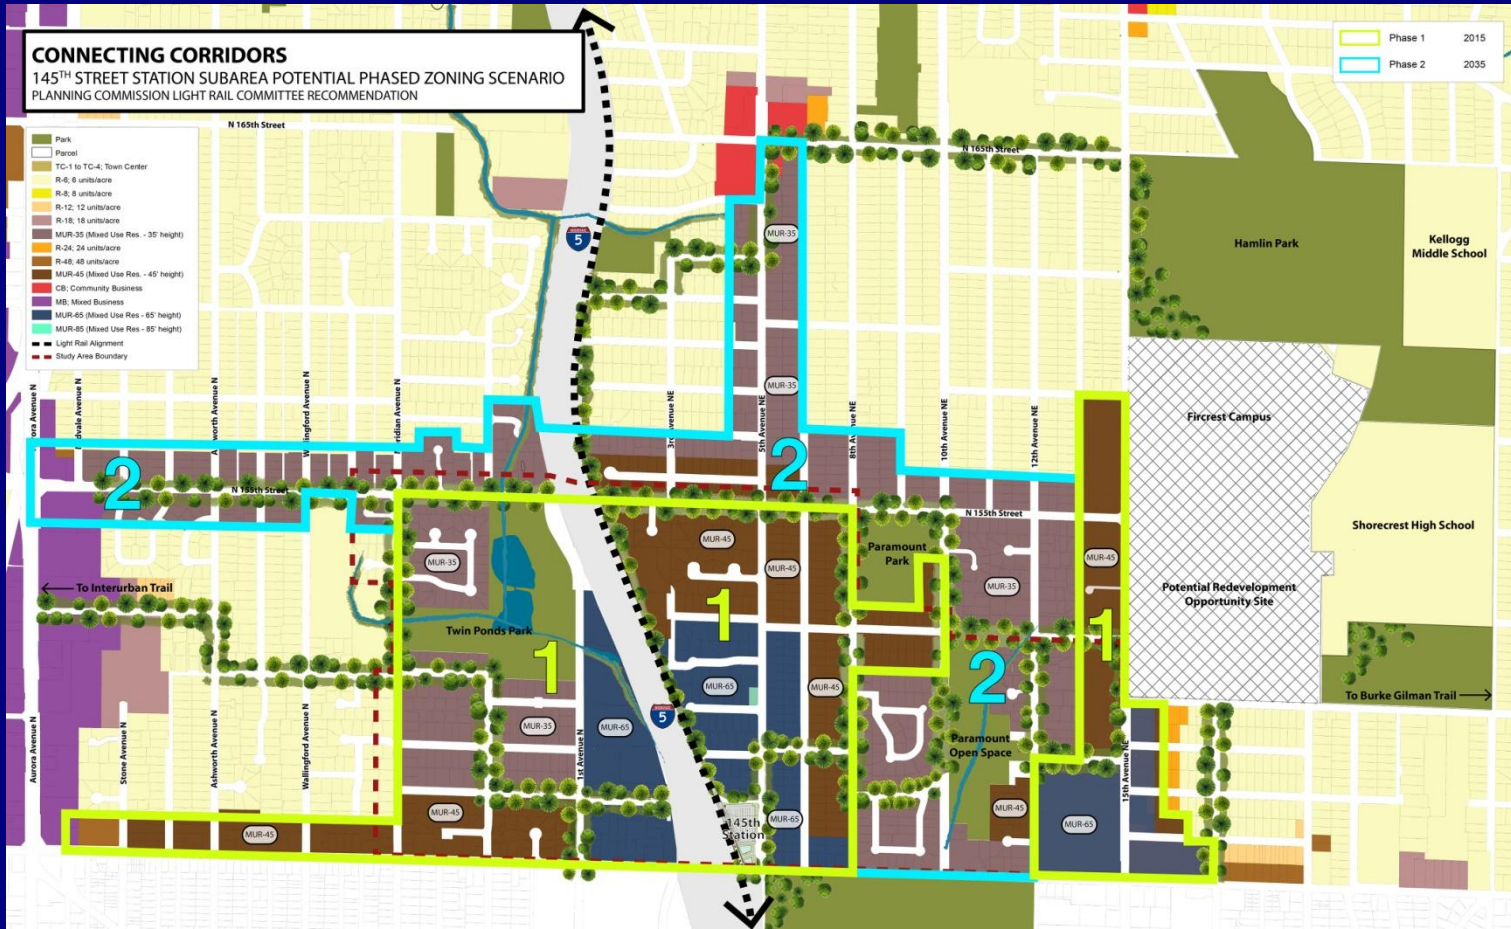 CONNECTING CORRIDORS
145TH STREET STATION SUBAREA POTENTIAL PHASED ZONING SCENARIO
PLANNING COMMISSION LIGHT RAIL COMMITTEE RECOMMENDATION
Phase 1 2015
Phase 2 2035
N 165th Street
N 165th Street
Park
Parcel
TC-1 to TC-4; Town Center
R-6; 6 units/acre
R-8; 8 units/acre
R-12; 12 units/acre
R-18; 18 units/acre
MUR-35 (Mixed Use Res. - 35' height)
R-24; 24 units/acre
R-48; 48 units/acre
MUR-45 (Mixed Use Res. - 45' height)
CB; Community Business
MB; Mixed Business
MUR-65 (Mixed Use Res - 65' height)
MUR-85 (Mixed Use Res - 85' height)
Light Rail Alignment
Study Area Boundary
5
MUR-35
Hamlin Park
Kellogg
Middle School
MUR-35
Avenue N
Avenue N
Avenue N
Avenue N
Avenue N
Avenue NE
5th Avenue NE
8th Avenue NE
10th Avenue NE
12th Avenue NE
Fircrest Campus
2
2
N 155th Street
N 155th Street
Shorecrest High School
MUR-35
MUR-45
MUR-45
Paramount
Park
MUR-35
MUR-45
To Interurban Trail
Potential Redevelopment
Opportunity Site
Twin Ponds Park
1
1
2
1
MUR-65
MUR-45
To Burke Gilman Trail
MUR-35
MUR-65
5
Paramount
Open Space
Aurora Avenue N
Stone Avenue N
Ashworth Avenue N
Wallingford Avenue N
1st Avenue N
15th Avenue NE
MUR-45
MUR-45
145th
Station
MUR-65
MUR-45
MUR-65